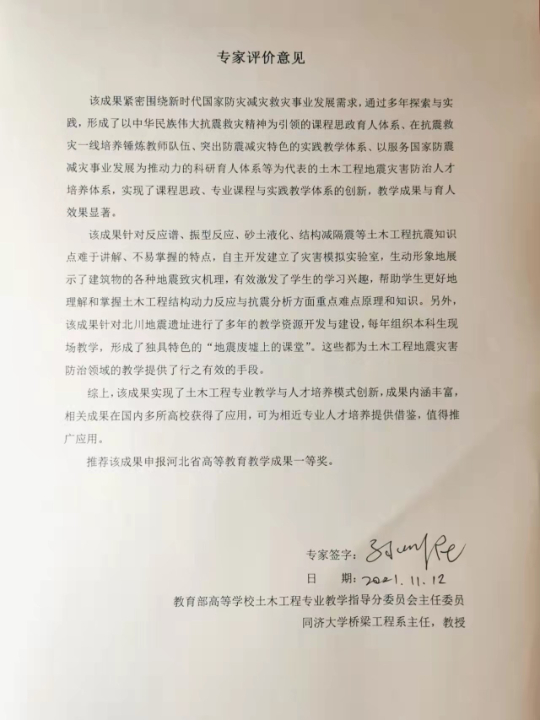 专家评价意见
该成果紧密围绕新时代国家防灾减灾救灾事业发展需求，通过多年探索与实
践，形成了以中华民族伟大抗震救灾精神为引领的课程思政育人体系、在抗震救
灾一线培养锤炼教师队伍、突出防震减灾特色的实践教学体系、以服务国家防震
减灾事业发展为推动力的科研育人体系等为代表的土木工程地震灾害防治人才
培养体系，实现了课程思政、专业课程与实践教学体系的创新，教学成果与育人
效果显著。
该成果针对反应谱、振型反应、砂土液化、结构减隔震等土木工程抗震知识
点难于讲解、不易掌握的特点，自主开发建立了灾害模拟实验室，生动形象地展
示了建筑物的各种地震致灾机理，有效激发了学生的学习兴趣，帮助学生更好地
理解和掌握土木工程结构动力反应与抗震分析方面重点难点原理和知识。另外，
该成果针对北川地震遗址进行了多年的教学资源开发与建设，每年组织本科生现
场教学，形成了独具特色的“地震废墟上的课堂”。这些都为土木工程地震灾害
防治领域的教学提供了行之有效的手段。
综上，该成果实现了土木工程专业教学与人才培养模式创新，成果内涵丰富，
相关成果在国内多所高校获得了应用，可为相近专业人才培养提供借鉴，值得推
广应用。
推荐该成果申报河北省高等教育教学成果一等奖。
专家签字：
日 期：2021.11.12
教育部高等学校土木工程专业教学指导分委员会主任委员
同济大学桥梁工程系主任，教授